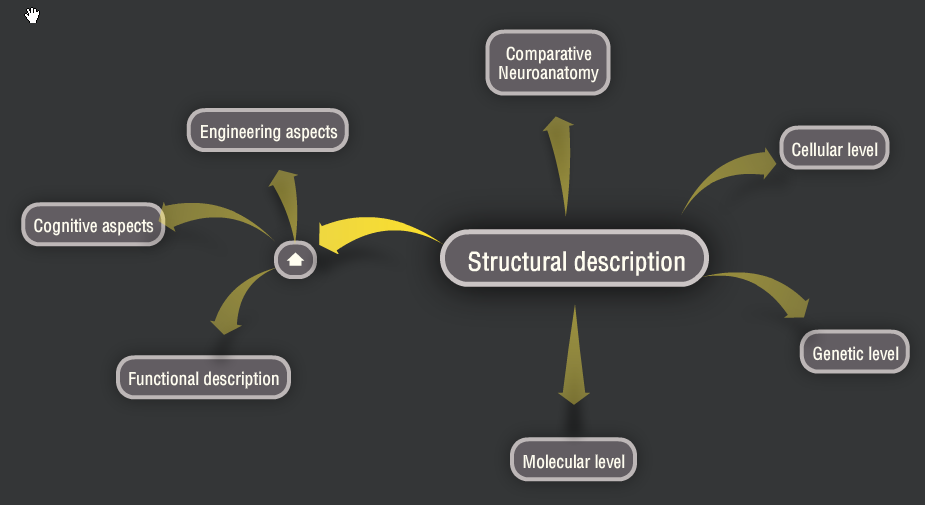 Comparative
Neuroanatomy
Engineering aspects
Cellular level
Cognitive aspects
Structural description
Genetic level
Functional description
Molecular level